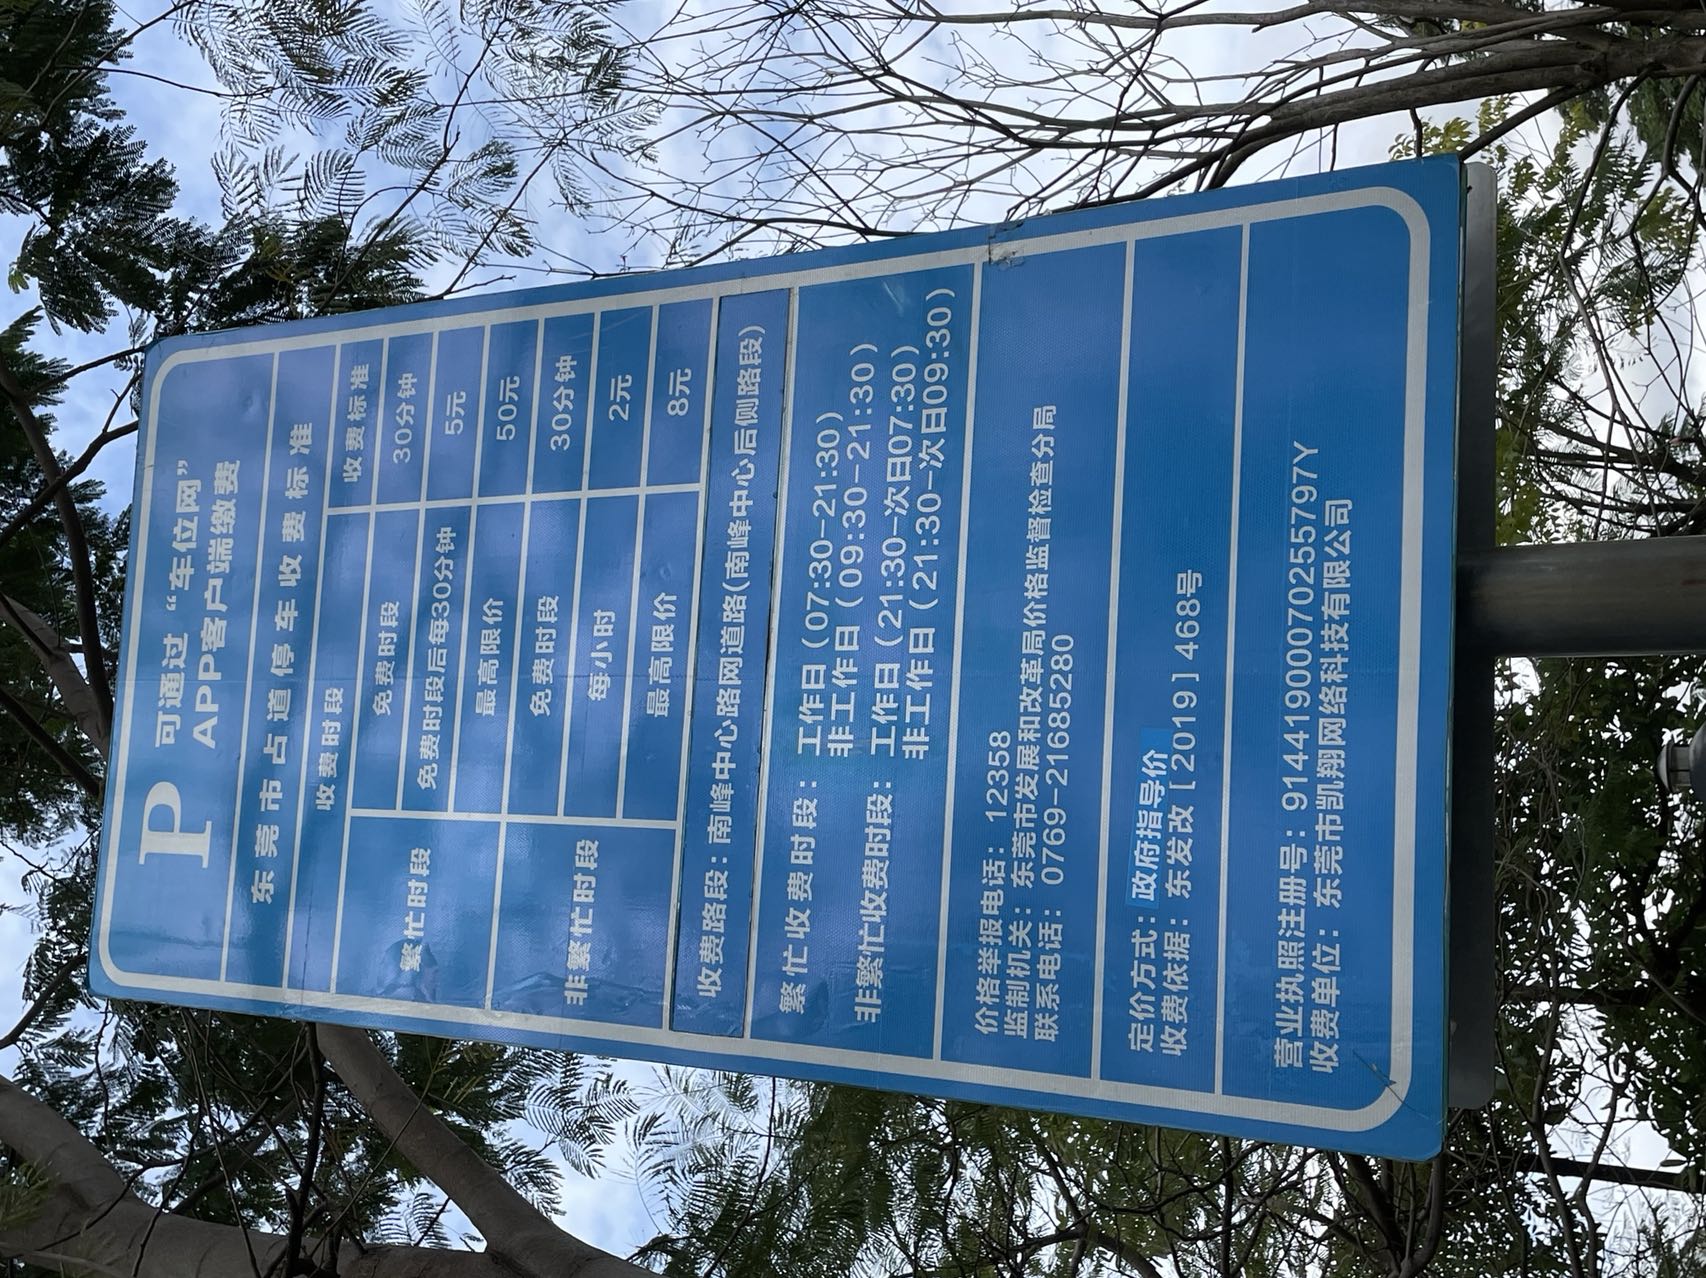 P 可通过“车位网”
APP客户端缴费
东莞市占道停车收费标准
收费时段 收费标准
繁忙时段 免费时段 30分钟
免费时段后每30分钟 5元
最高限价 50元
非繁忙时段 免费时段 30分钟
每小时 2元
最高限价 8元
收费路段：南峰中心路网道路(南峰中心后侧路段)
繁忙收费时段：工作日（07:30-21:30）
非工作日（09:30-21:30）
非繁忙收费时段：工作日（21:30-次日07:30）
非工作日（21:30-次日09:30）
价格举报电话：12358
监制机关：东莞市发展和改革局价格监督检查分局
联系电话：0769-21685280
定价方式：政府指导价
收费依据：东发改［2019］468号
营业执照注册号：91441900070255797Y
收费单位：东莞市凯翔网络科技有限公司